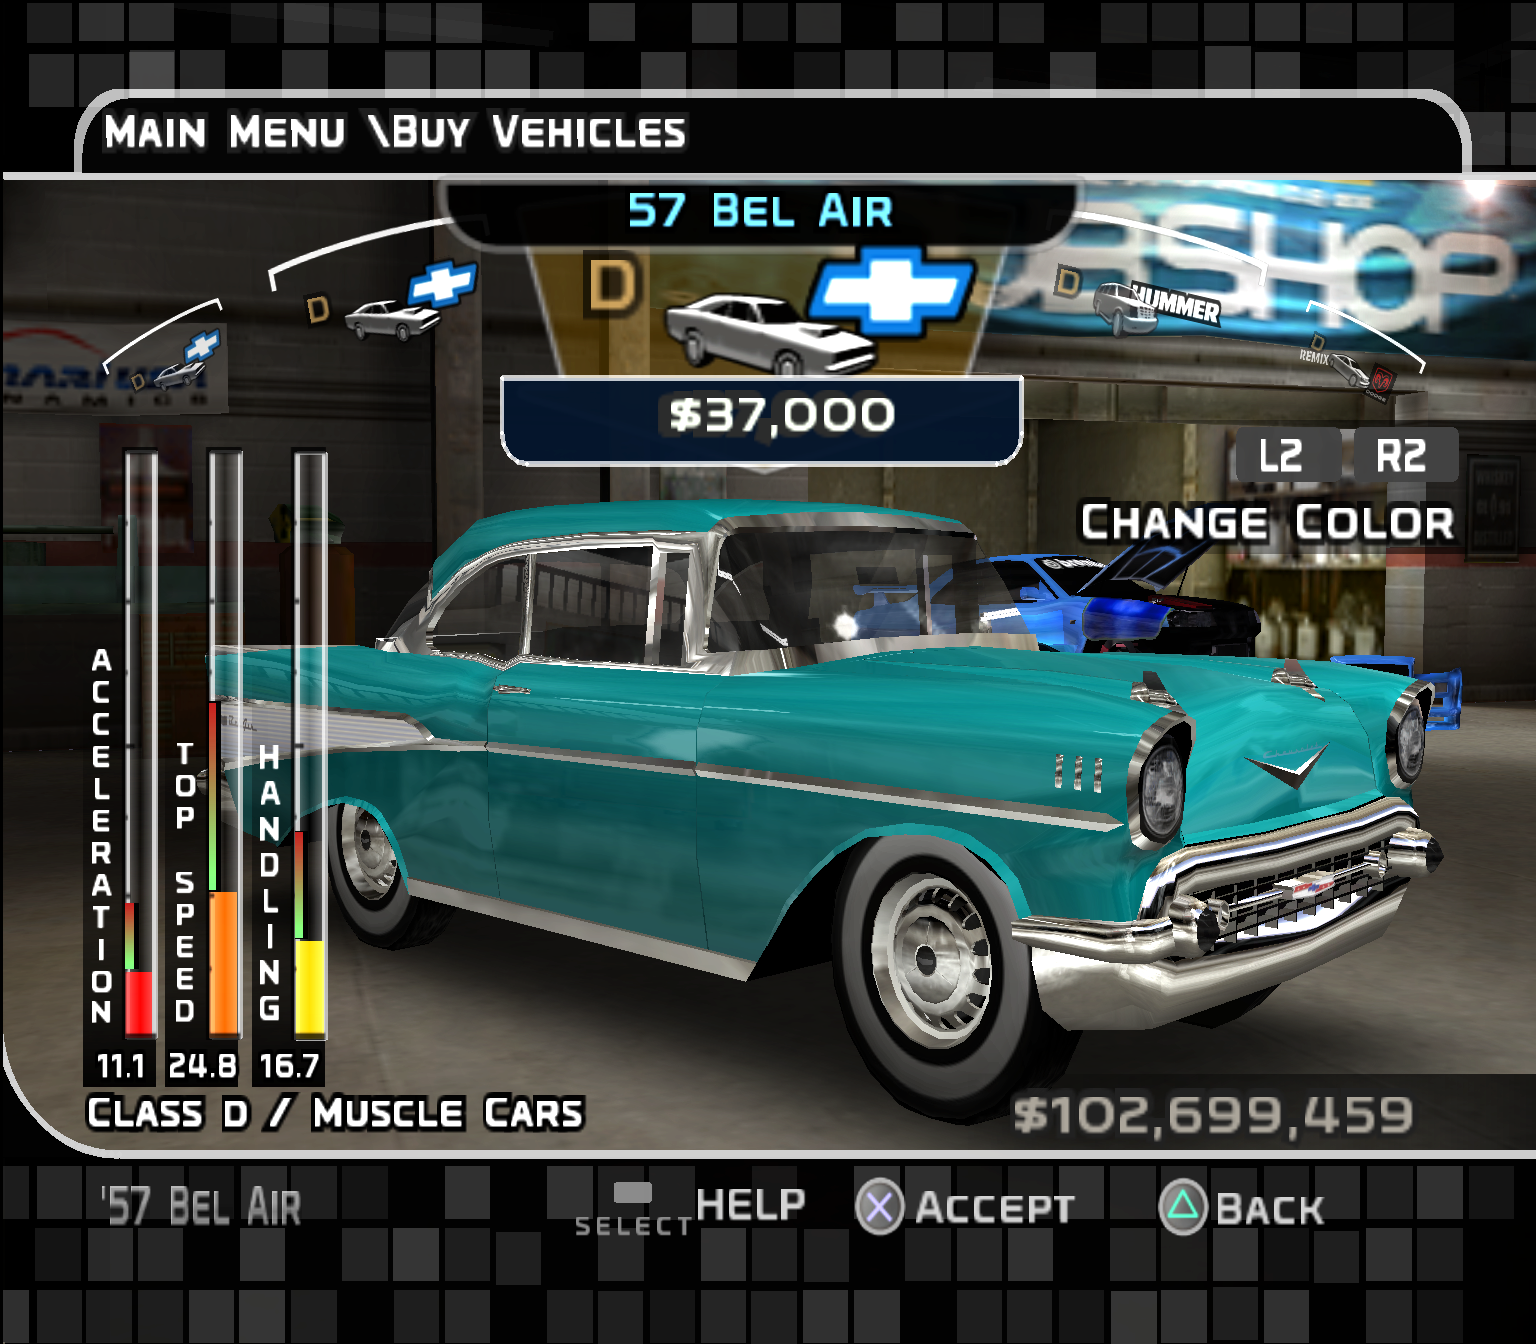 MAIN MENU \BUY VEHICLES
57 BEL AIR
D
D
HUMMER
D
D
D
REMIX
DODGE
$37,000
L2 R2
CHANGE COLOR
ACCELERATION
TOP SPEED
HANDLING
11.1 24.8 16.7
CLASS D / MUSCLE CARS
$102,699,459
'57 BEL AIR
SELECT HELP
ACCEPT
BACK